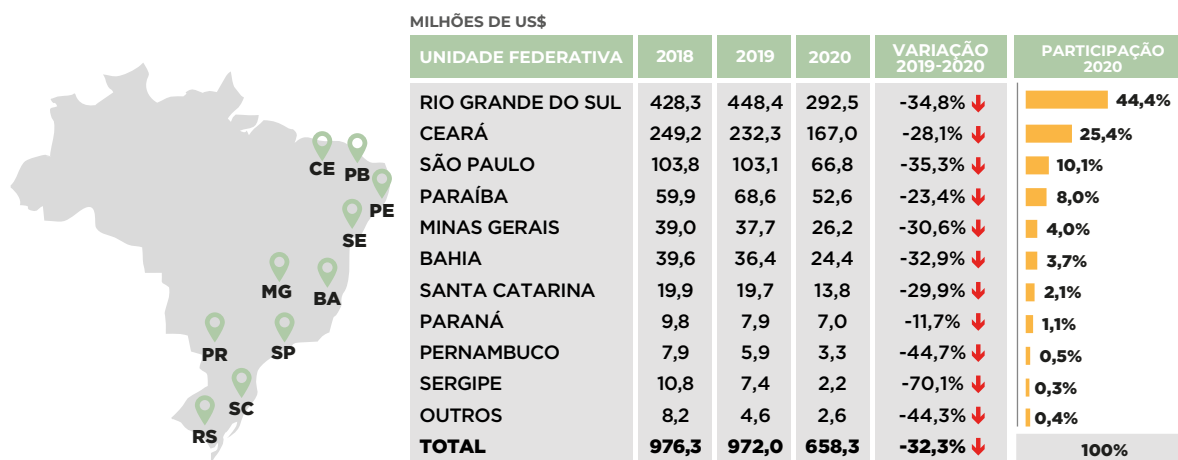 MILHÕES DE US$
UNIDADE FEDERATIVA 2018 2019 2020 VARIAÇÃO 2019-2020 PARTICIPAÇÃO 2020
RIO GRANDE DO SUL 428,3 448,4 292,5 -34,8% 44,4%
CEARÁ 249,2 232,3 167,0 -28,1% 25,4%
SÃO PAULO 103,8 103,1 66,8 -35,3% 10,1%
PARAÍBA 59,9 68,6 52,6 -23,4% 8,0%
MINAS GERAIS 39,0 37,7 26,2 -30,6% 4,0%
BAHIA 39,6 36,4 24,4 -32,9% 3,7%
SANTA CATARINA 19,9 19,7 13,8 -29,9% 2,1%
PARANÁ 9,8 7,9 7,0 -11,7% 1,1%
PERNAMBUCO 7,9 5,9 3,3 -44,7% 0,5%
SERGIPE 10,8 7,4 2,2 -70,1% 0,3%
OUTROS 8,2 4,6 2,6 -44,3% 0,4%
TOTAL 976,3 972,0 658,3 -32,3% 100%
CE
PB
PE
SE
MG
BA
PR
SP
SC
RS